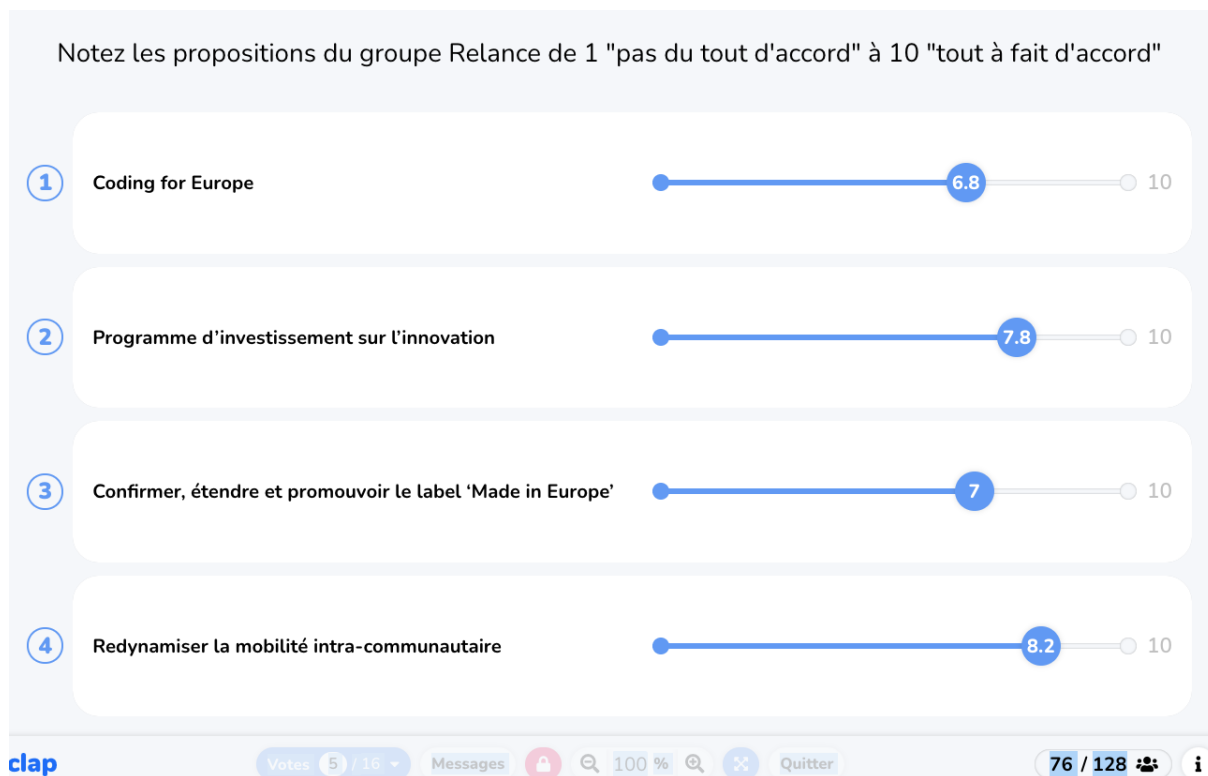 Notez les propositions du groupe Relance de 1 "pas du tout d'accord" à 10 "tout à fait d'accord"
1 Coding for Europe 6.8 10
2 Programme d’investissement sur l’innovation 7.8 10
3 Confirmer, étendre et promouvoir le label ‘Made in Europe’ 7 10
4 Redynamiser la mobilité intra-communautaire 8.2 10
clap Votes 5 / 16 Messages 100 % Quitter 76 / 128 i